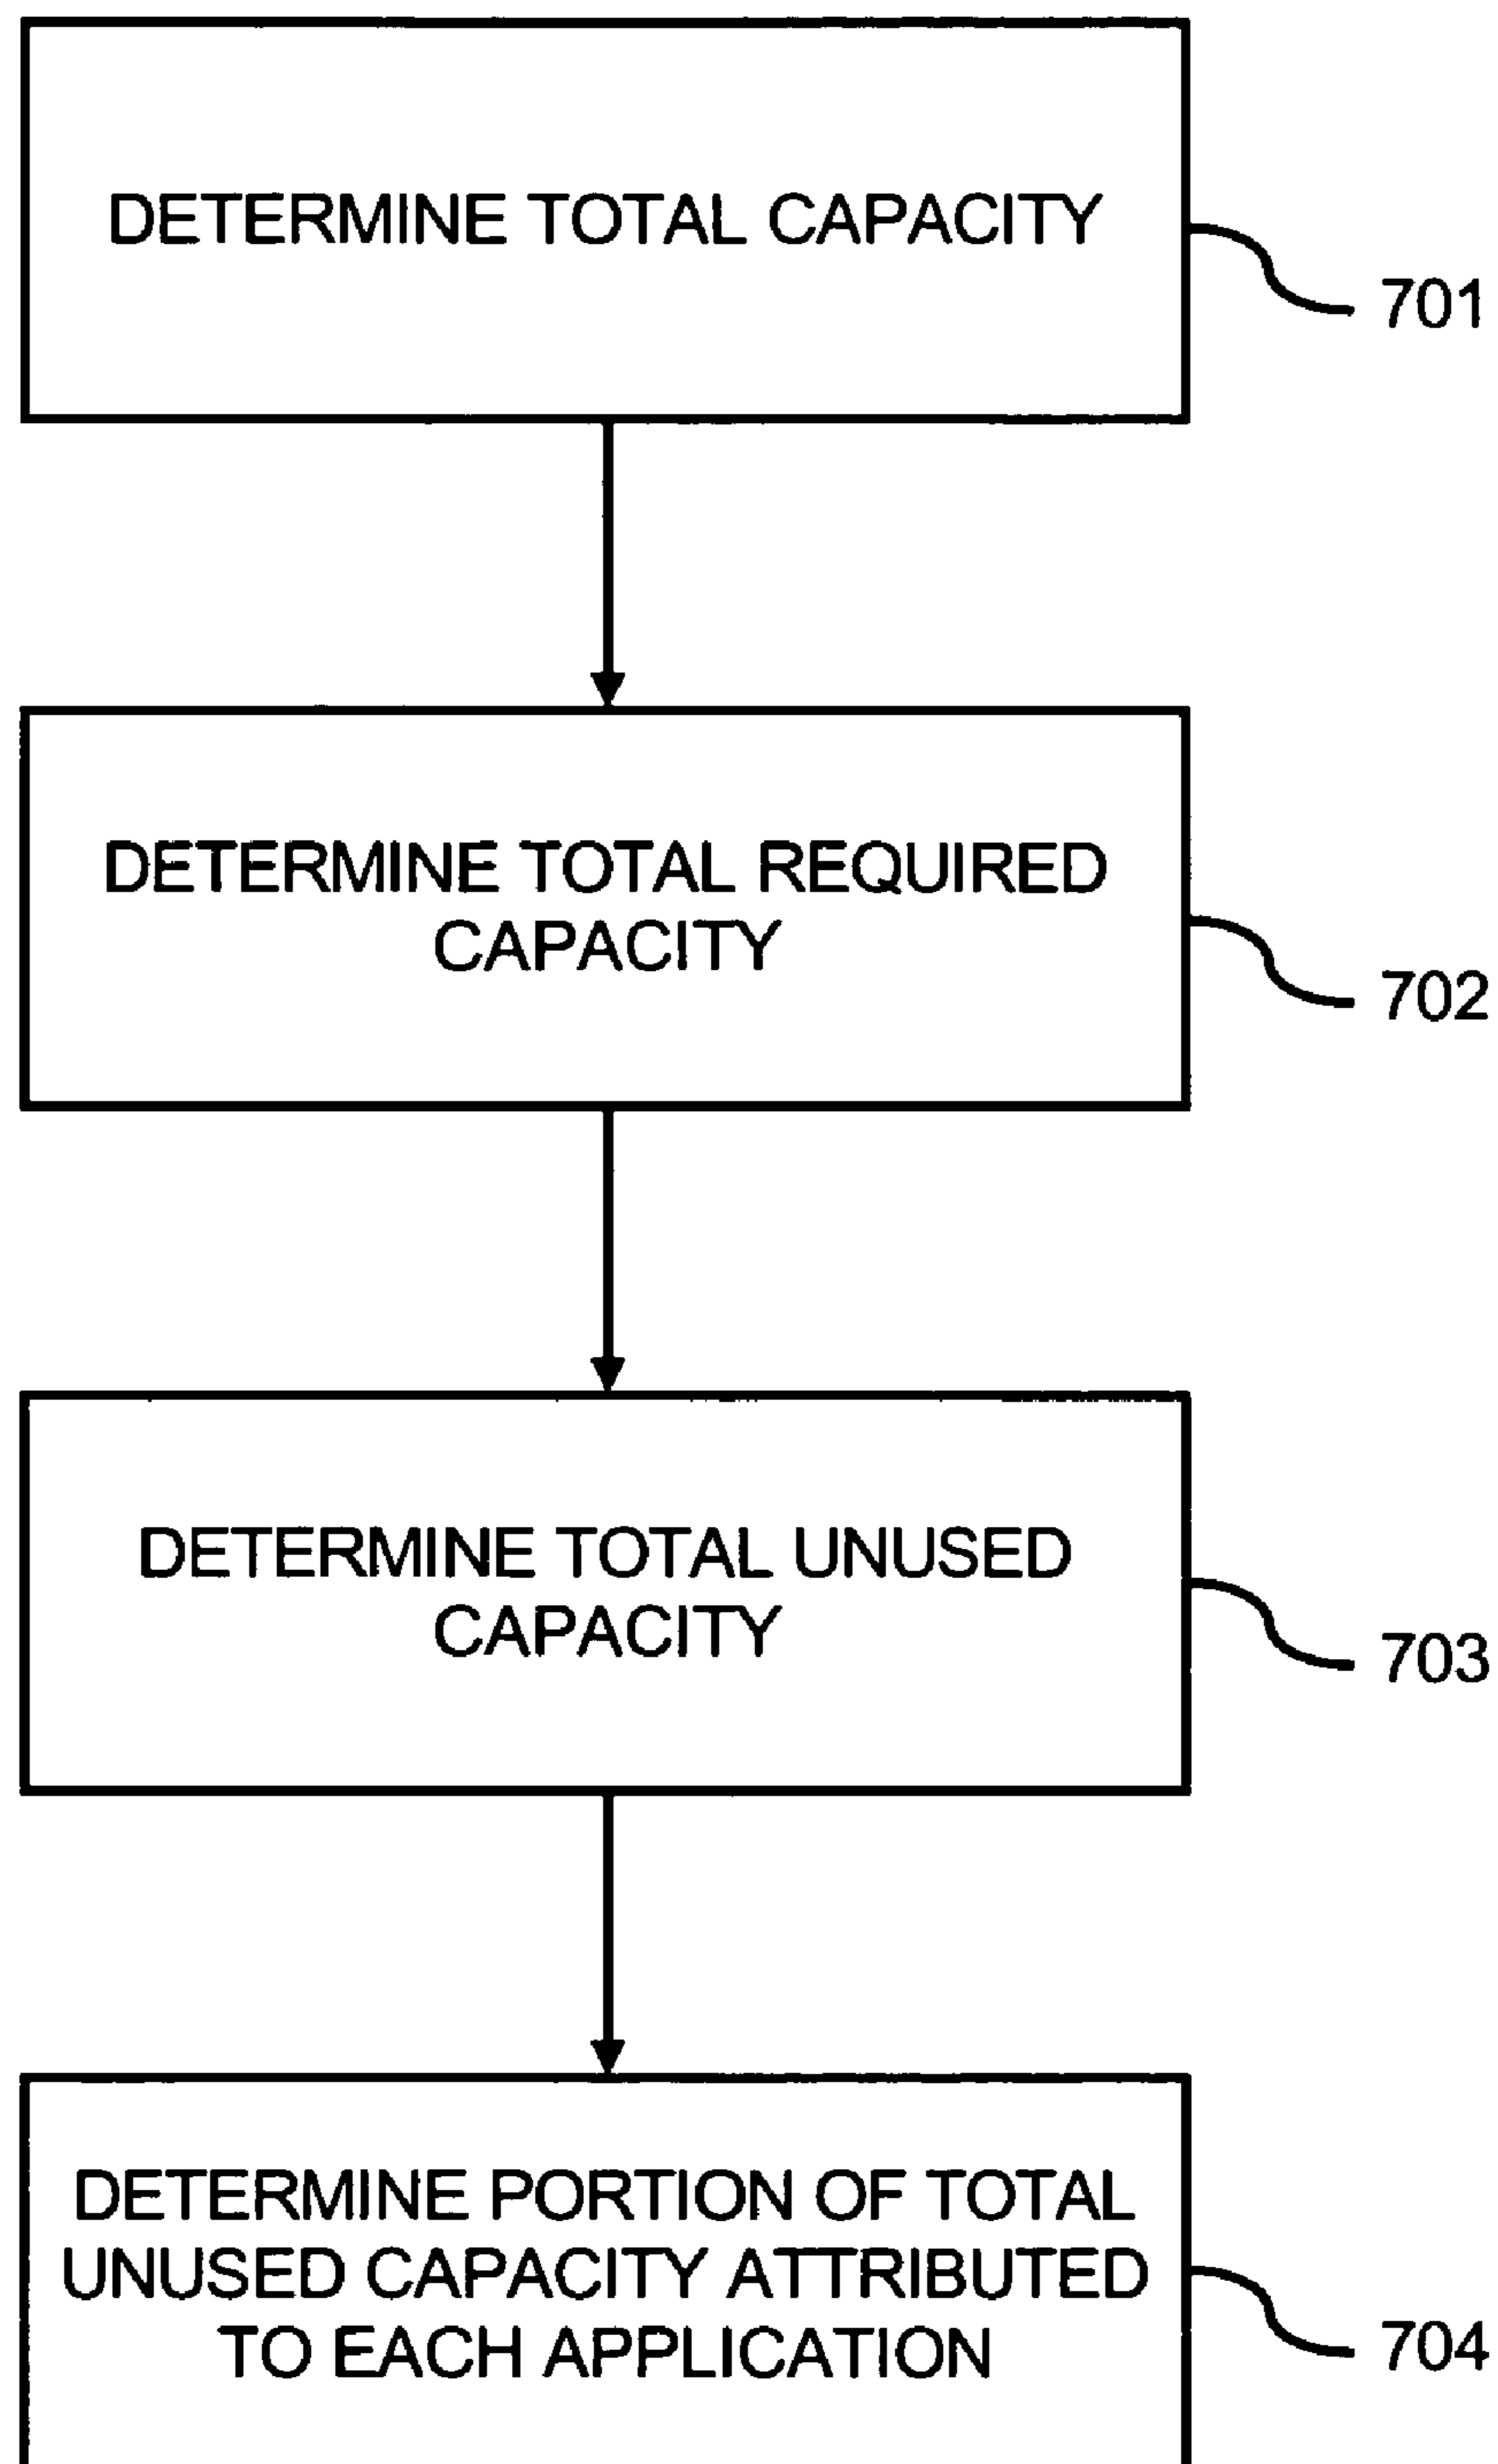 DETERMINE TOTAL CAPACITY
701
DETERMINE TOTAL REQUIRED
CAPACITY
702
DETERMINE TOTAL UNUSED
CAPACITY
703
DETERMINE PORTION OF TOTAL
UNUSED CAPACITY ATTRIBUTED
TO EACH APPLICATION
704